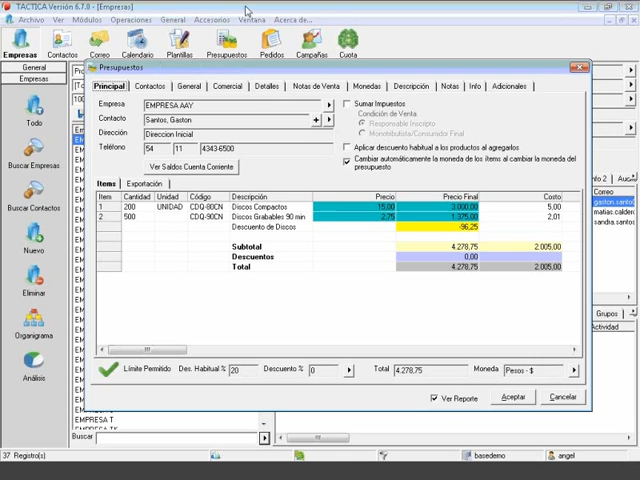 TACTICA Versión 6.7.0 - [Empresas]
Archivo Ver Módulos Operaciones General Accesorios Ventana Acerca de...
Empresas Contactos Correo Calendario Plantillas Presupuestos Pedidos Campañas Cuota
General
Empresas
Todo
Buscar Empresas
Buscar Contactos
Nuevo
Eliminar
Organigrama
Análisis
Presupuestos
Principal Contactos General Comercial Detalles Notas de Venta Monedas Descripción Notas Info Adicionales
Empresa EMPRESA AAY
Contacto Santos, Gaston
Dirección Direccion Inicial
Teléfono 54 11 4343-6500
Ver Saldos Cuenta Corriente
Sumar Impuestos
Condición de Venta
Responsable Inscripto
Monotributista/Consumidor Final
Aplicar descuento habitual a los productos al agregarlos
Cambiar automáticamente la moneda de los ítems al cambiar la moneda del
presupuesto
Items Exportación
Item Cantidad Unidad Código Descripción Precio Precio Final Costo
1 200 UNIDAD CDQ-80CN Discos Compactos 15,00 3.000,00 5,00
2 500 CDQ-90CN Discos Grabables 90 min 2,75 1.375,00 2,01
Descuento de Discos -96,25
Subtotal 4.278,75 2.005,00
Descuentos 0,00
Total 4.278,75 2.005,00
Límite Permitido Des. Habitual % 20 Descuento % 0 Total 4.278,75 Moneda Pesos - $
Ver Reporte Aceptar Cancelar
Correo
matias.calder
sandra.santos
Grupos
Actividad
EMPRESA T
Buscar
37 Registro(s) basedemo angel